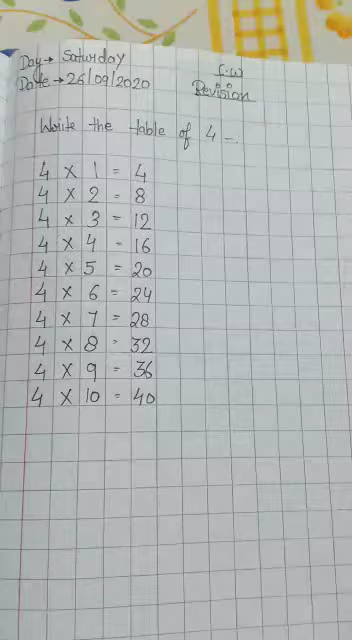 Day → Saturday
Date → 26/09/2020
C.W
Revision
Write the table of 4 -.
4 × 1 = 4
4 × 2 = 8
4 × 3 = 12
4 × 4 = 16
4 × 5 = 20
4 × 6 = 24
4 × 7 = 28
4 × 8 = 32
4 × 9 = 36
4 × 10 = 40